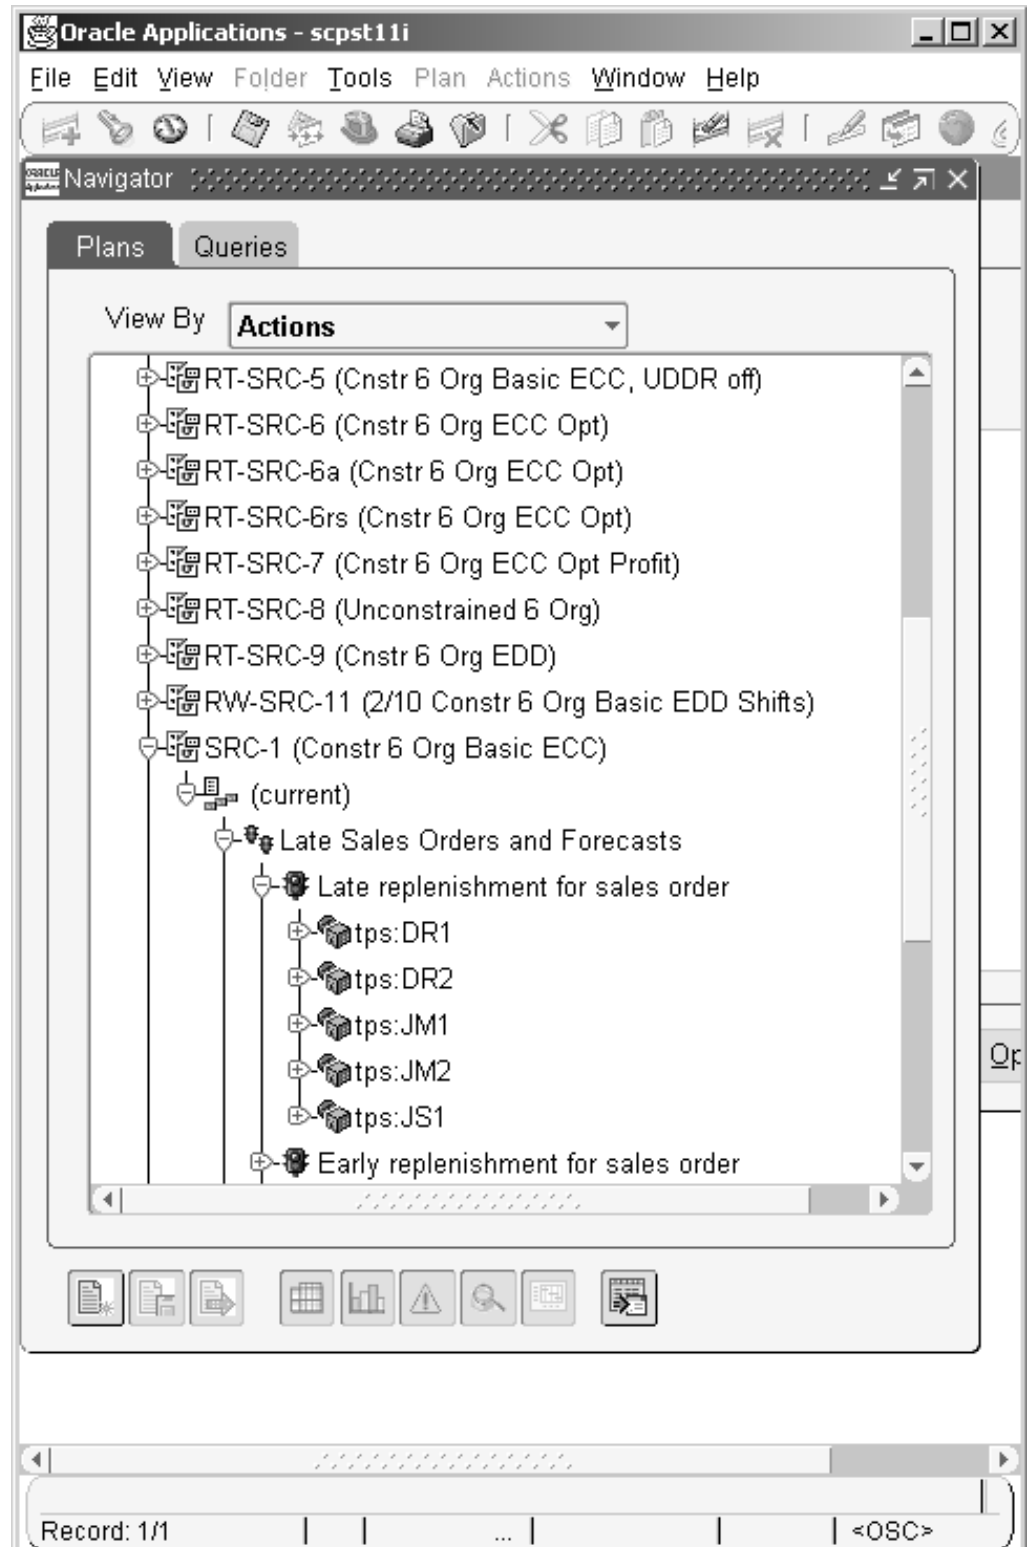 Oracle Applications - scpst11i
File Edit View Folder Tools Plan Actions Window Help
Navigator
Plans Queries
View By Actions
RT-SRC-5 (Cnstr 6 Org Basic ECC, UDDR off)
RT-SRC-6 (Cnstr 6 Org ECC Opt)
RT-SRC-6a (Cnstr 6 Org ECC Opt)
RT-SRC-6rs (Cnstr 6 Org ECC Opt)
RT-SRC-7 (Cnstr 6 Org ECC Opt Profit)
RT-SRC-8 (Unconstrained 6 Org)
RT-SRC-9 (Cnstr 6 Org EDD)
RW-SRC-11 (2/10 Constr 6 Org Basic EDD Shifts)
SRC-1 (Constr 6 Org Basic ECC)
(current)
Late Sales Orders and Forecasts
Late replenishment for sales order
tps:DR1
tps:DR2
tps:JM1
Op
tps:JM2
tps:JS1
Early replenishment for sales order
Record: 1/1 ... <OSC>